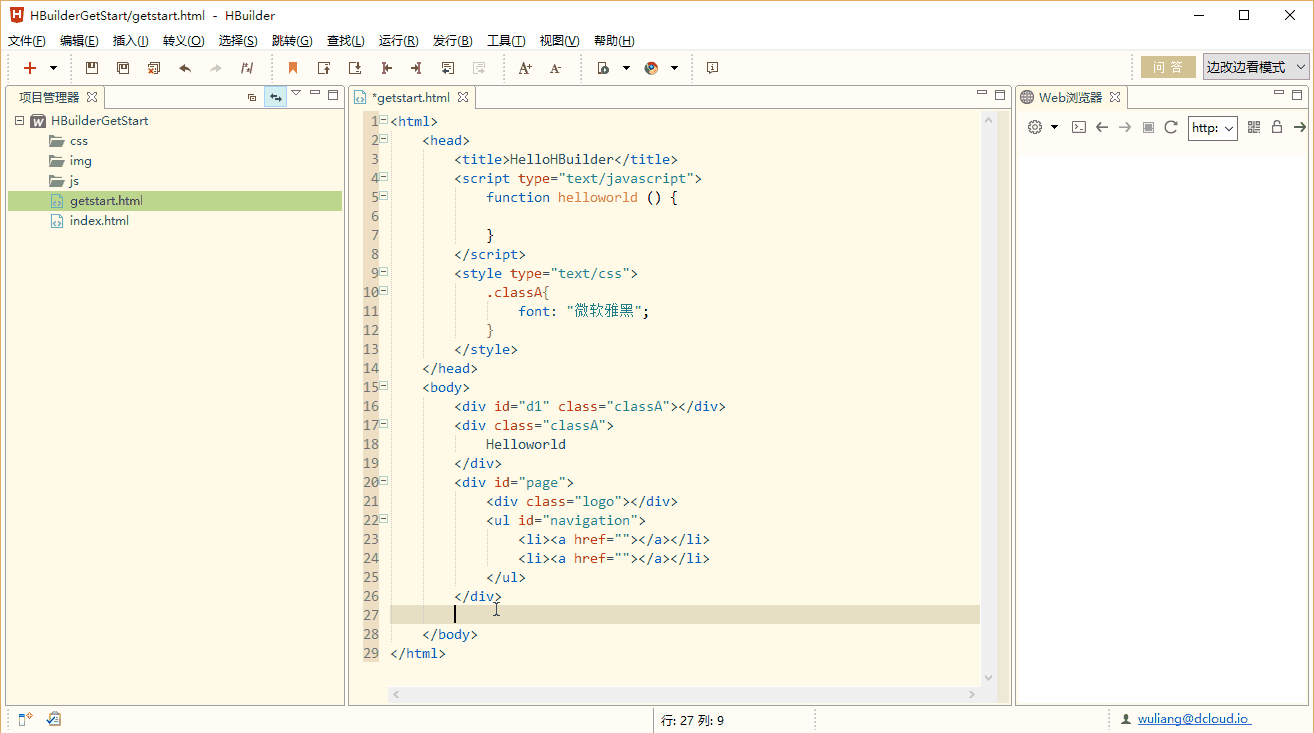 HBuilderGetStart/getstart.html - HBuilder
文件(F) 编辑(E) 插入(I) 转义(O) 选择(S) 跳转(G) 查找(L) 运行(R) 发行(B) 工具(T) 视图(V) 帮助(H)
A+ A- 问 答 边改边看模式
项目管理器
HBuilderGetStart
css
img
js
getstart.html
index.html
*getstart.html
1 <html>
2 <head>
3 <title>HelloHBuilder</title>
4 <script type="text/javascript">
5 function helloworld () {
6
7 }
8 </script>
9 <style type="text/css">
10 .classA{
11 font: "微软雅黑";
12 }
13 </style>
14 </head>
15 <body>
16 <div id="d1" class="classA"></div>
17 <div class="classA">
18 Helloworld
19 </div>
20 <div id="page">
21 <div class="logo"></div>
22 <ul id="navigation">
23 <li><a href=""></a></li>
24 <li><a href=""></a></li>
25 </ul>
26 </div>
27
28 </body>
29 </html>
Web浏览器
http:
行: 27 列: 9
wuliang@dcloud.io